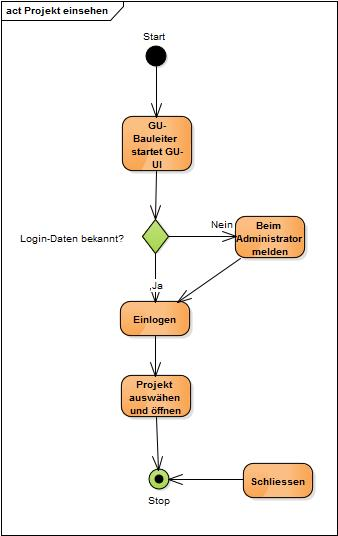 act Projekt einsehen
Start
GU-
Bauleiter
startet GU-
UI
Login-Daten bekannt?
Nein
Beim
Administrator
melden
,Ja
Einlogen
Projekt
auswähen
und öffnen
Schliessen
Stop